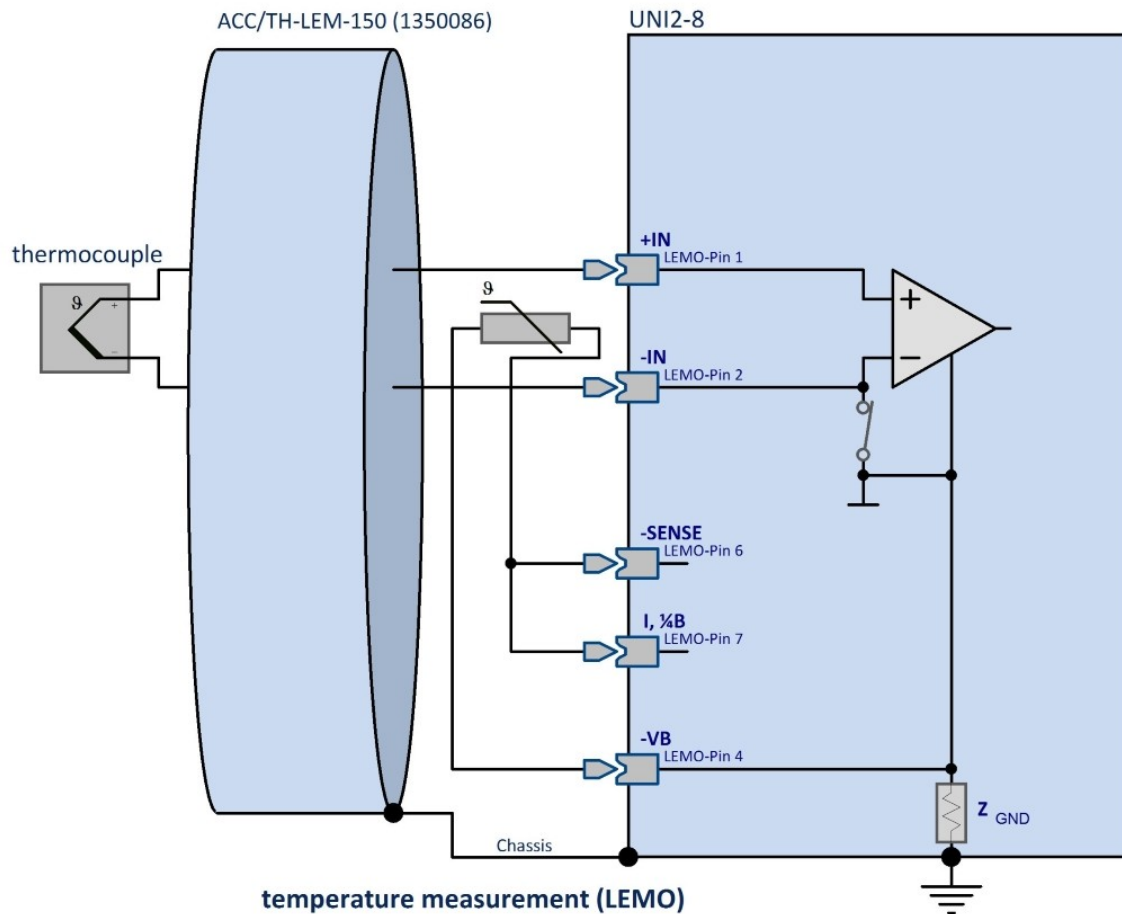 ACC/TH-LEM-150 (1350086)
UNI2-8
thermocouple
ϑ
+
−
ϑ
+IN
LEMO-Pin 1
+
−
-IN
LEMO-Pin 2
-SENSE
LEMO-Pin 6
I, ¼B
LEMO-Pin 7
-VB
LEMO-Pin 4
Z GND
Chassis
temperature measurement (LEMO)